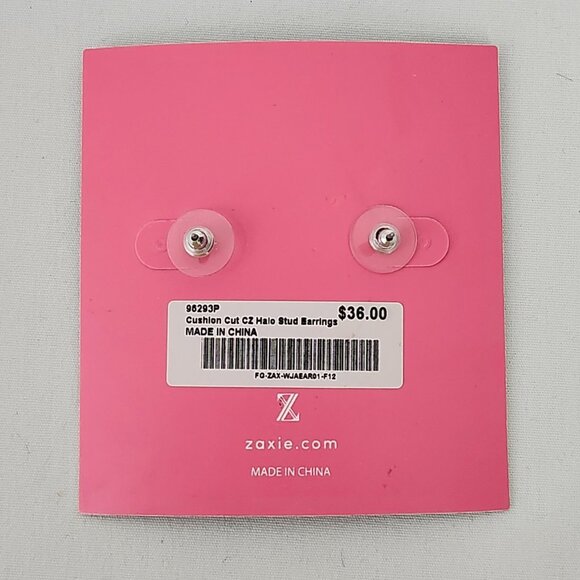 96293P
Cushion Cut CZ Halo Stud Earrings $36.00
MADE IN CHINA
FG-ZAX-WJAEAR01-F12
Z
zaxie.com
MADE IN CHINA